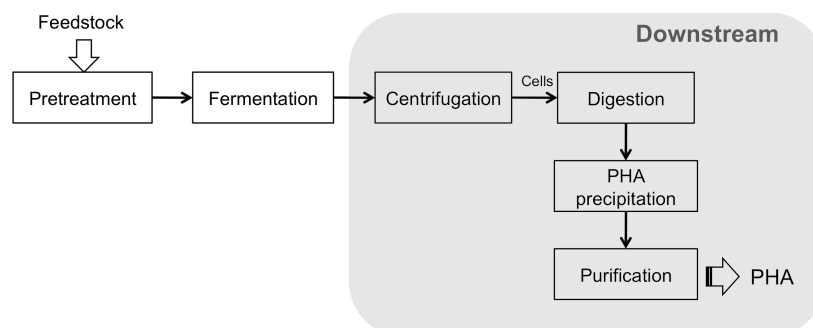 Feedstock
Downstream
Pretreatment
Fermentation
Centrifugation
Cells
Digestion
PHA
precipitation
Purification
PHA